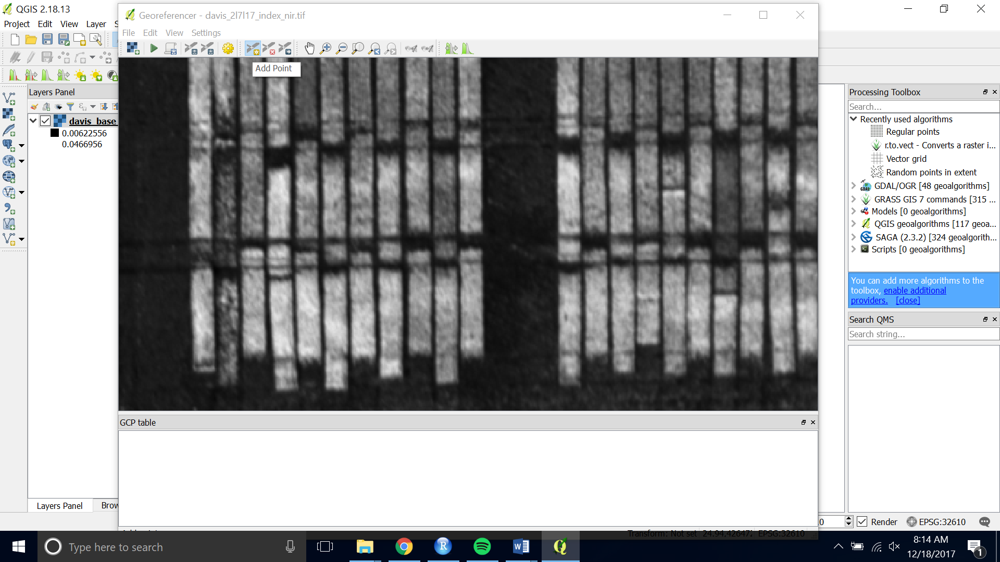 QGIS 2.18.13
Project Edit View Layer S
Georeferencer - davis_2l7l17_index_nir.tif
File Edit View Settings
Add Point
Layers Panel
davis_base
0.00622556
0.0466956
Layers Panel
Brow
GCP table
Transform: Not set
EPSG:32610
Processing Toolbox
Search...
Recently used algorithms
Regular points
r.to.vect - Converts a raster i...
Vector grid
Random points in extent
GDAL/OGR [48 geoalgorithms]
GRASS GIS 7 commands [315 ...
Models [0 geoalgorithms]
QGIS geoalgorithms [117 geoa...
SAGA (2.3.2) [324 geoalgorith...
Scripts [0 geoalgorithms]
You can add more algorithms to the
toolbox, enable additional
providers. [close]
Search QMS
Search string...
.0 Render EPSG:32610
Type here to search
8:14 AM
12/18/2017
1